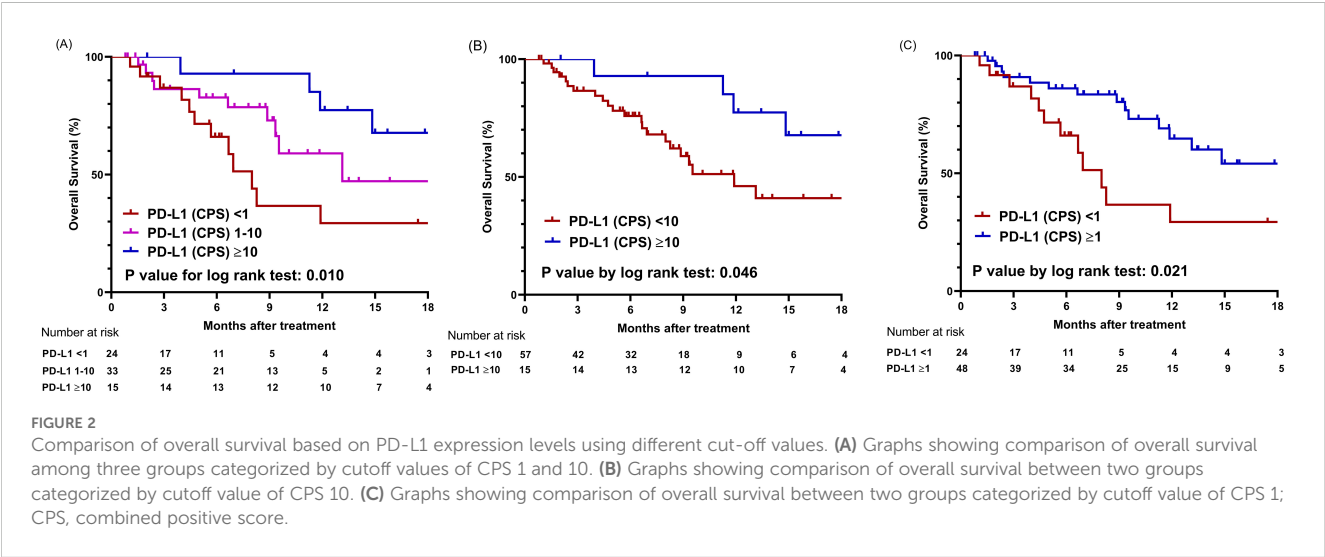 (A)
100
50
0
Overall Survival (%)
PD-L1 (CPS) <1
PD-L1 (CPS) 1-10
PD-L1 (CPS) ≥10
P value for log rank test: 0.010
0 3 6 9 12 15 18
Months after treatment
Number at risk
PD-L1 <1 24 17 11 5 4 4 3
PD-L1 1-10 33 25 21 13 5 2 1
PD-L1 ≥10 15 14 13 12 10 7 4
(B)
100
50
0
Overall Survival (%)
PD-L1 (CPS) <10
PD-L1 (CPS) ≥10
P value by log rank test: 0.046
0 3 6 9 12 15 18
Months after treatment
Number at risk
PD-L1 <10 57 42 32 18 9 6 4
PD-L1 ≥10 15 14 13 12 10 7 4
(C)
100
50
0
Overall Survival (%)
PD-L1 (CPS) <1
PD-L1 (CPS) ≥1
P value by log rank test: 0.021
0 3 6 9 12 15 18
Months after treatment
Number at risk
PD-L1 <1 24 17 11 5 4 4 3
PD-L1 ≥1 48 39 34 25 15 9 5
FIGURE 2
Comparison of overall survival based on PD-L1 expression levels using different cut-off values. (A) Graphs showing comparison of overall survival
among three groups categorized by cutoff values of CPS 1 and 10. (B) Graphs showing comparison of overall survival between two groups
categorized by cutoff value of CPS 10. (C) Graphs showing comparison of overall survival between two groups categorized by cutoff value of CPS 1;
CPS, combined positive score.